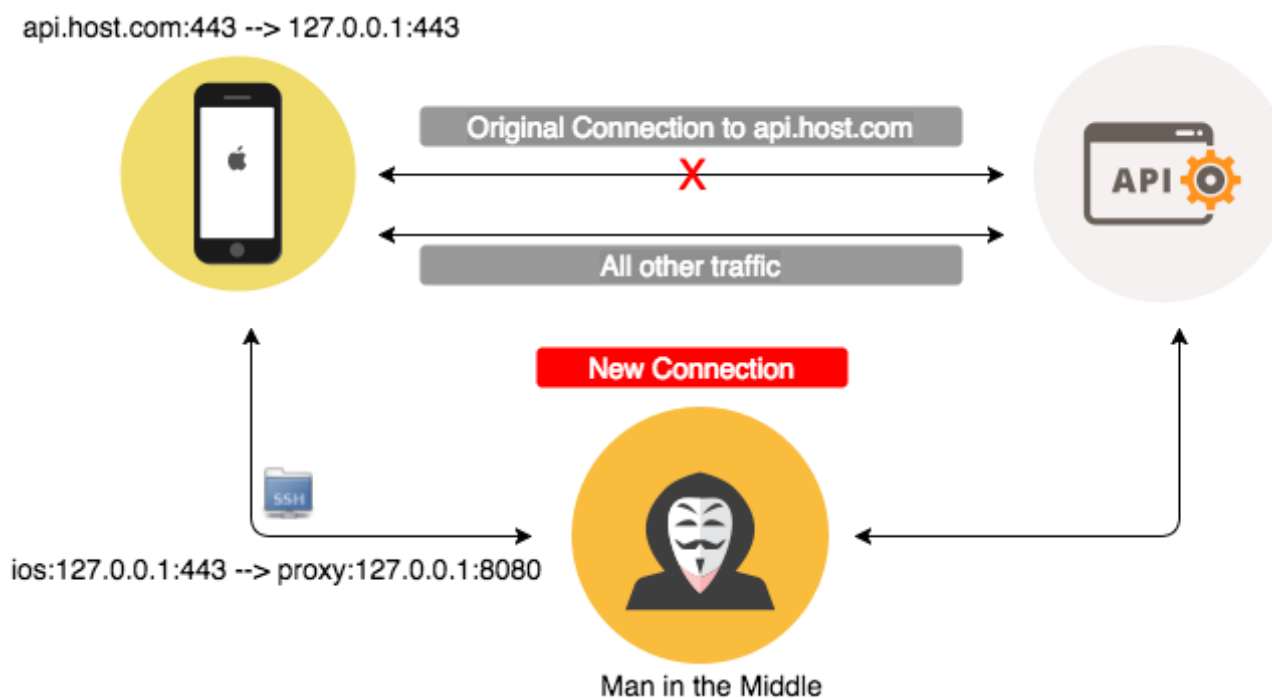 api.host.com:443 --> 127.0.0.1:443
Original Connection to api.host.com
X
API
All other traffic
New Connection
SSH
ios:127.0.0.1:443 --> proxy:127.0.0.1:8080
Man in the Middle